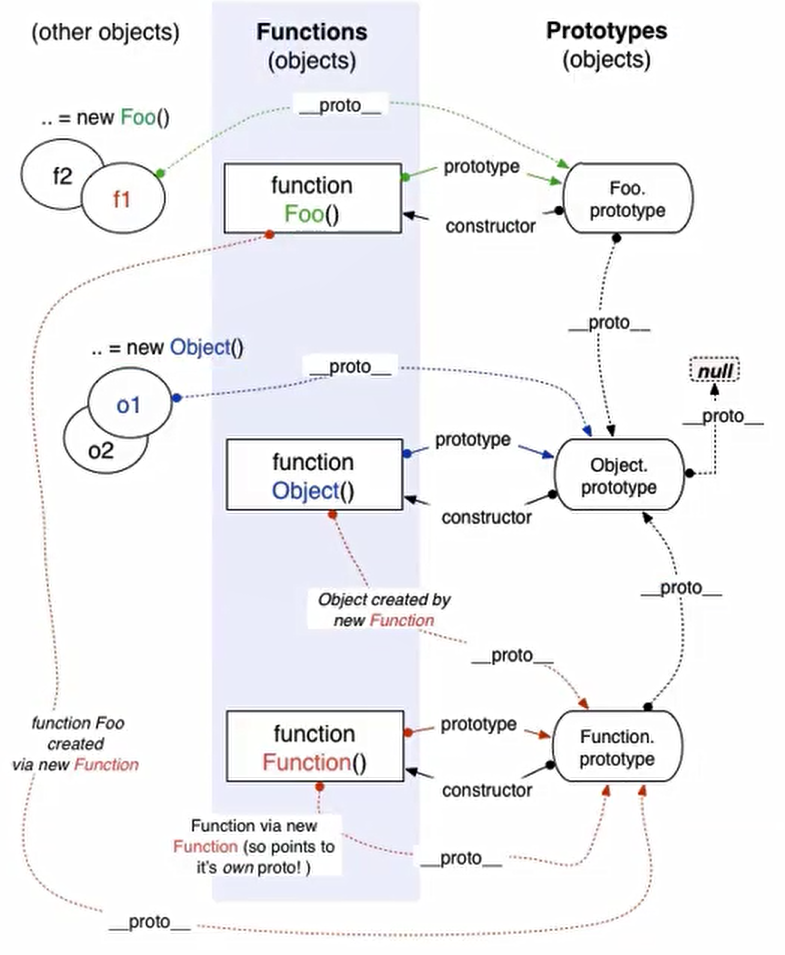 (other objects)
Functions
(objects)
Prototypes
(objects)
.. = new Foo()
__proto__
f2
f1
function
Foo()
prototype
constructor
Foo.
prototype
__proto__
.. = new Object()
__proto__
null
__proto__
o1
o2
function
Object()
prototype
constructor
Object.
prototype
Object created by
new Function
__proto__
__proto__
function Foo
created
via new Function
function
Function()
prototype
constructor
Function.
prototype
Function via new
Function (so points to
it's own proto! )
__proto__
__proto__